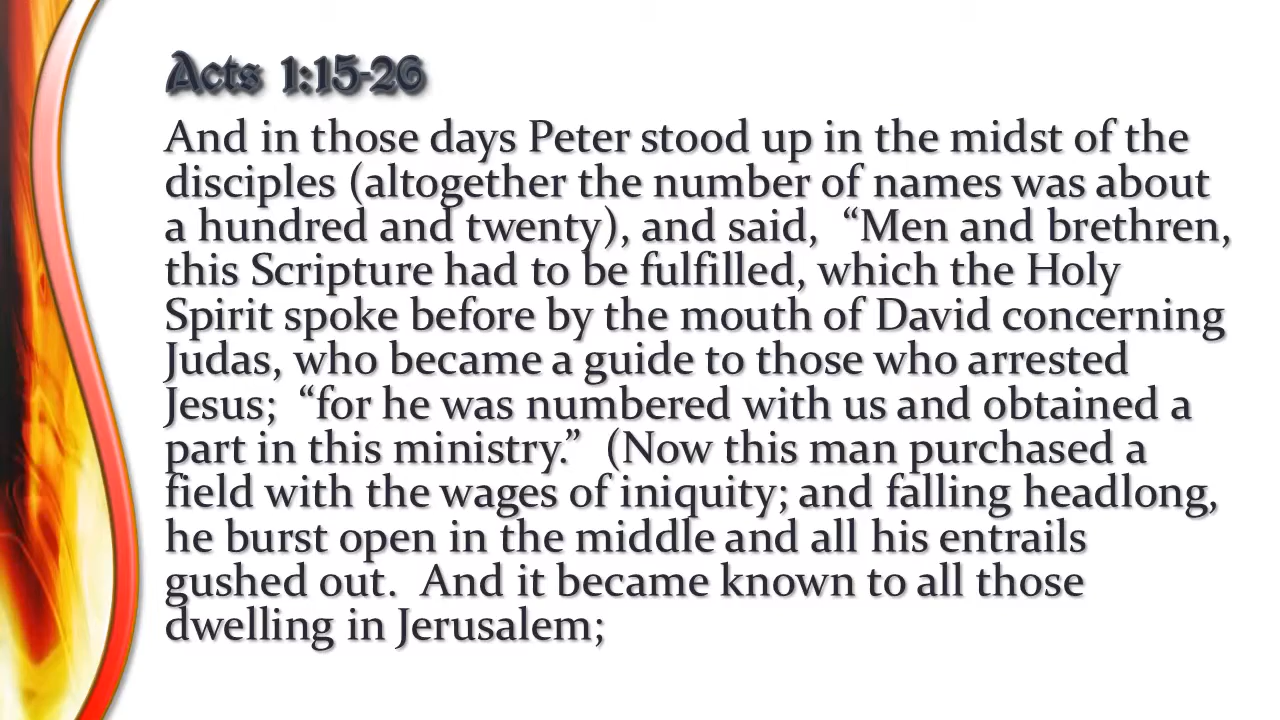 Acts 1:15-26
And in those days Peter stood up in the midst of the
disciples (altogether the number of names was about
a hundred and twenty), and said,  “Men and brethren,
this Scripture had to be fulfilled, which the Holy
Spirit spoke before by the mouth of David concerning
Judas, who became a guide to those who arrested
Jesus;  “for he was numbered with us and obtained a
part in this ministry.”  (Now this man purchased a
field with the wages of iniquity; and falling headlong,
he burst open in the middle and all his entrails
gushed out.  And it became known to all those
dwelling in Jerusalem;